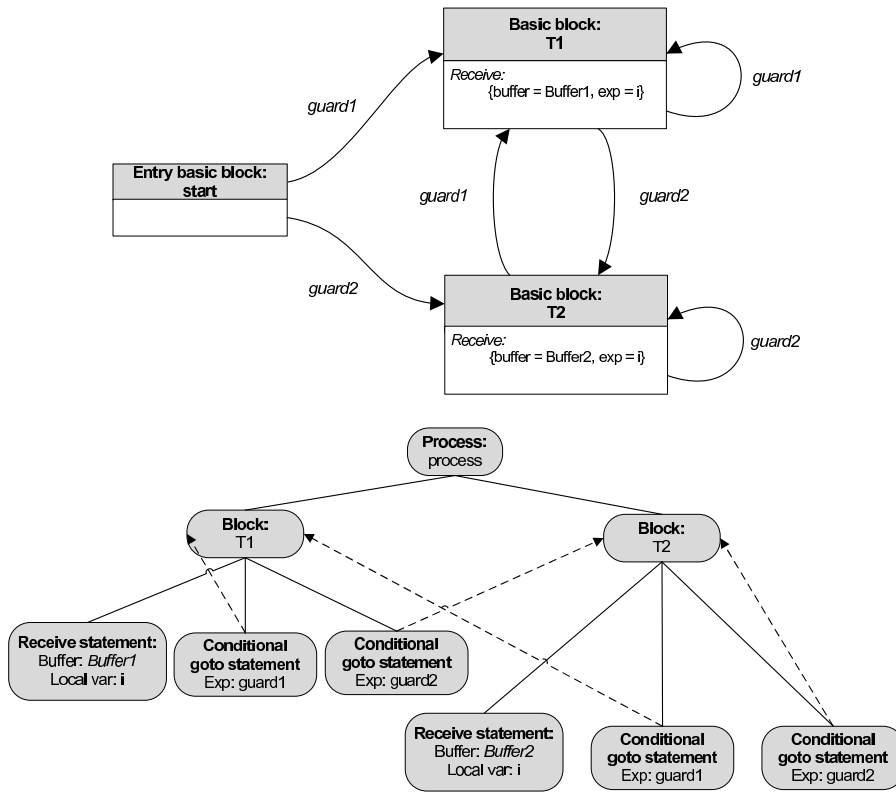 Basic block:
T1
Receive:
{buffer = Buffer1, exp = i}
guard1
guard1
Entry basic block:
start
guard1
guard2
guard2
Basic block:
T2
Receive:
{buffer = Buffer2, exp = i}
guard2
Process:
process
Block:
T1
Block:
T2
Receive statement:
Buffer: Buffer1
Local var: i
Conditional
goto statement
Exp: guard1
Conditional
goto statement
Exp: guard2
Receive statement:
Buffer: Buffer2
Local var: i
Conditional
goto statement
Exp: guard1
Conditional
goto statement
Exp: guard2